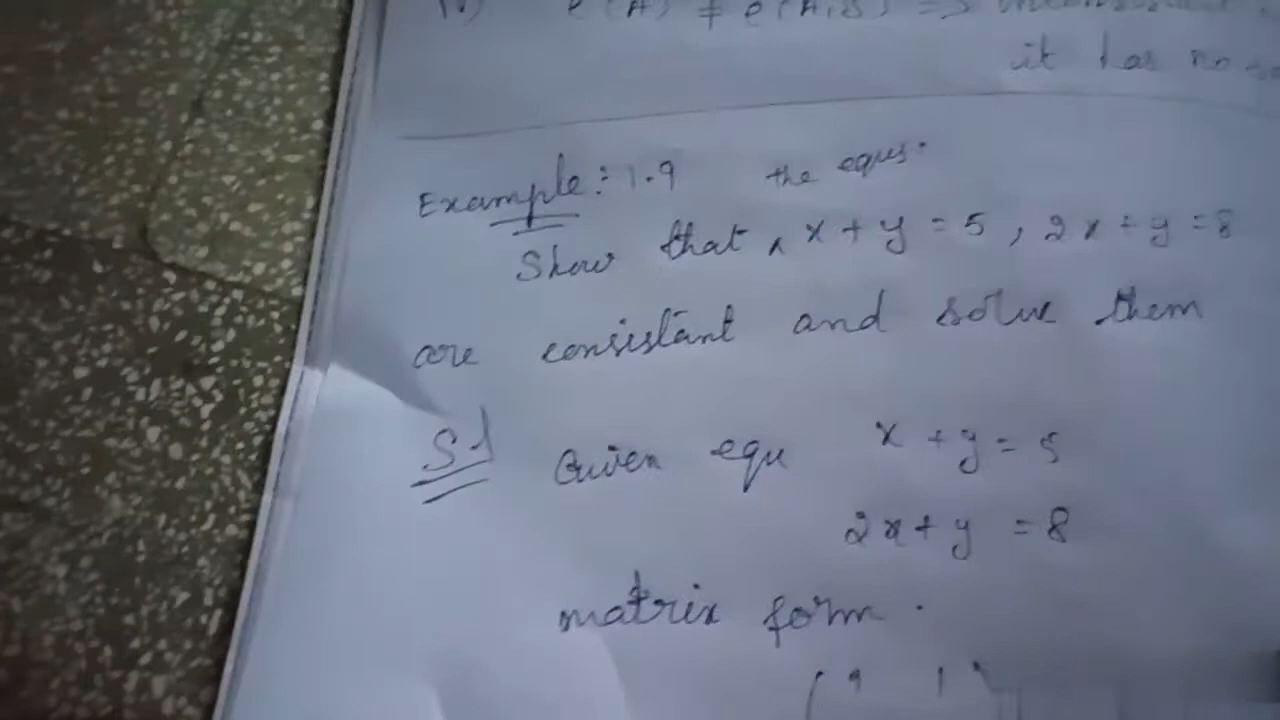 it has no
Example: 1.9 the equs.
Show that ∧ x + y = 5, 2x + y = 8
are consistant and solve them
Sol Given equ x + y = 5
2x + y = 8
matrix form.